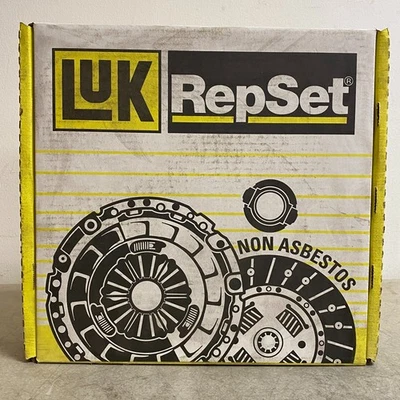 LUK RepSet®
NON ASBESTOS